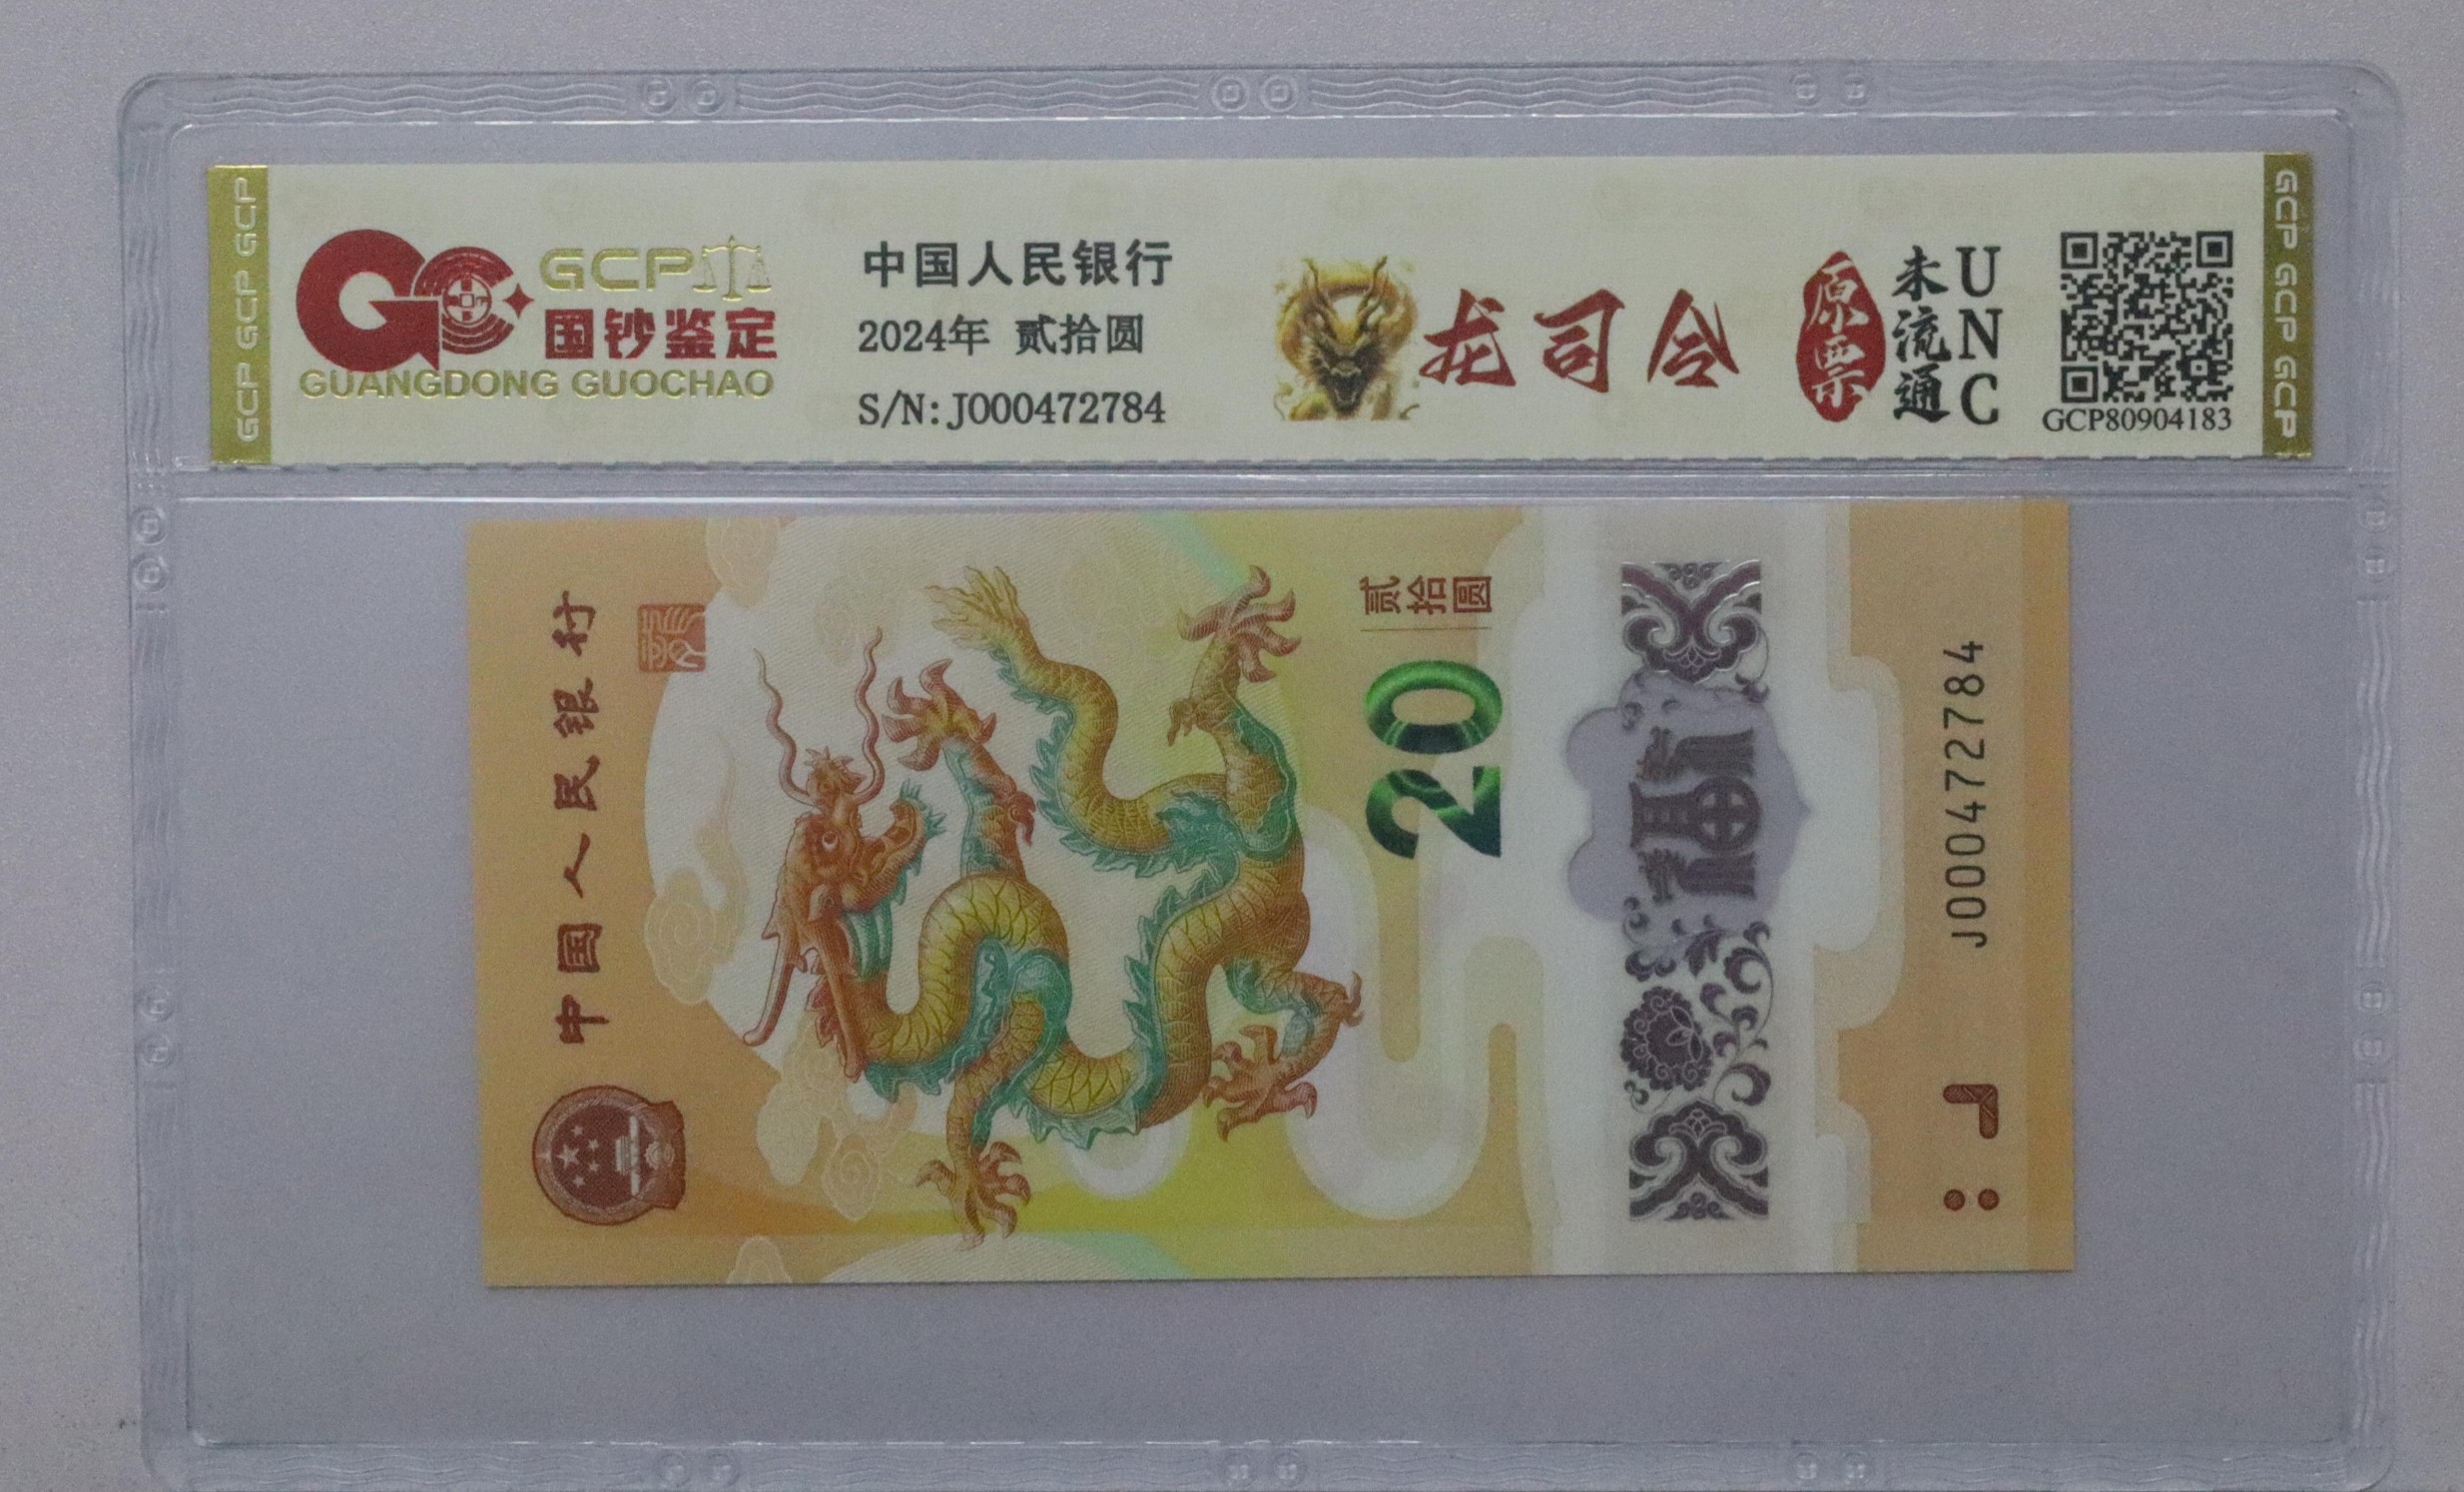 GCP GCP GCP
GCP
国钞鉴定
GUANGDONG GUOCHAO
中国人民银行
2024年 贰拾圆
S/N:J000472784
龙司令
原票
未流通
UNC
GCP80904183
GCP GCP GCP
中国人民银行
贰拾圆
20
福
J000472784